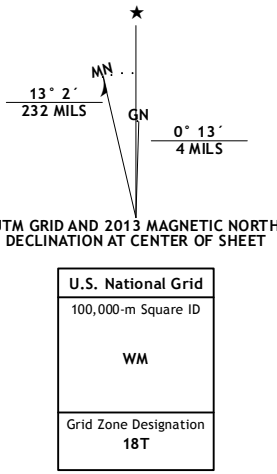 MN
GN
13° 2´
232 MILS
0° 13´
4 MILS
UTM GRID AND 2013 MAGNETIC NORTH
DECLINATION AT CENTER OF SHEET
U.S. National Grid
100,000-m Square ID
WM
Grid Zone Designation
18T